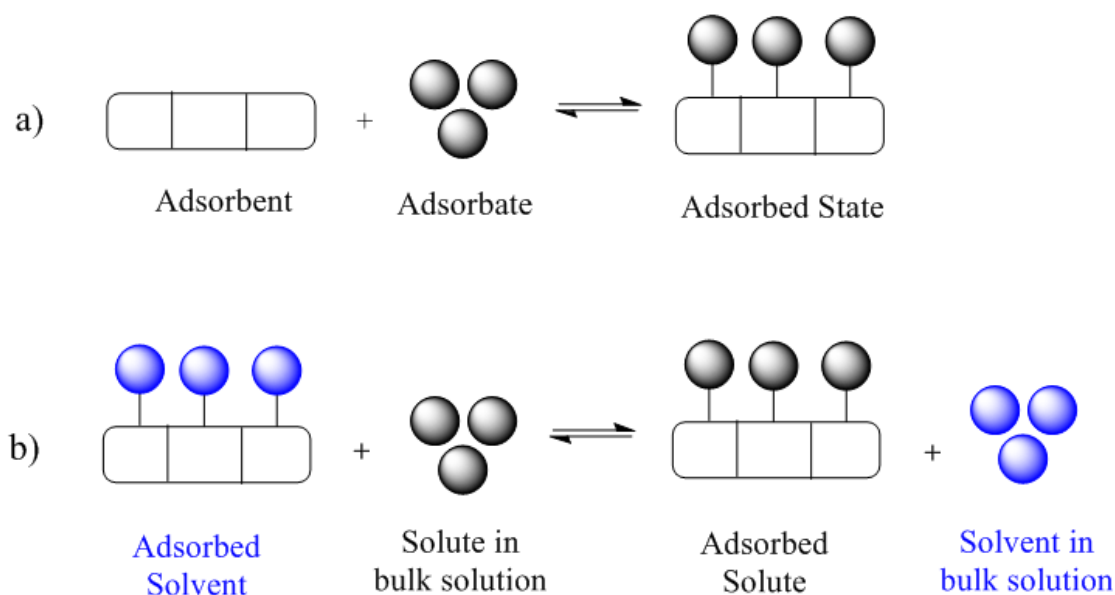 a)
+
Adsorbent
Adsorbate
Adsorbed State
b)
+
+
Adsorbed
Solvent
Solute in
bulk solution
Adsorbed
Solute
Solvent in
bulk solution